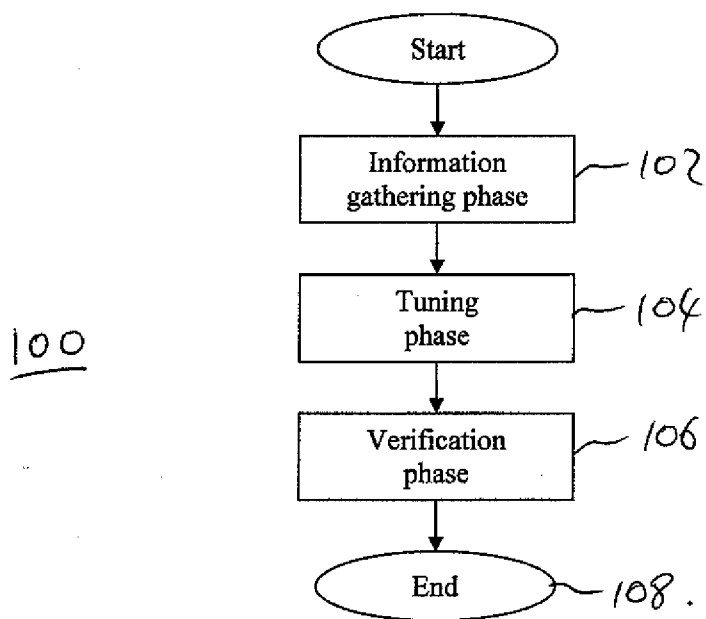 Start
Information
gathering phase
102
Tuning
phase
104
100
Verification
phase
106
End
108.